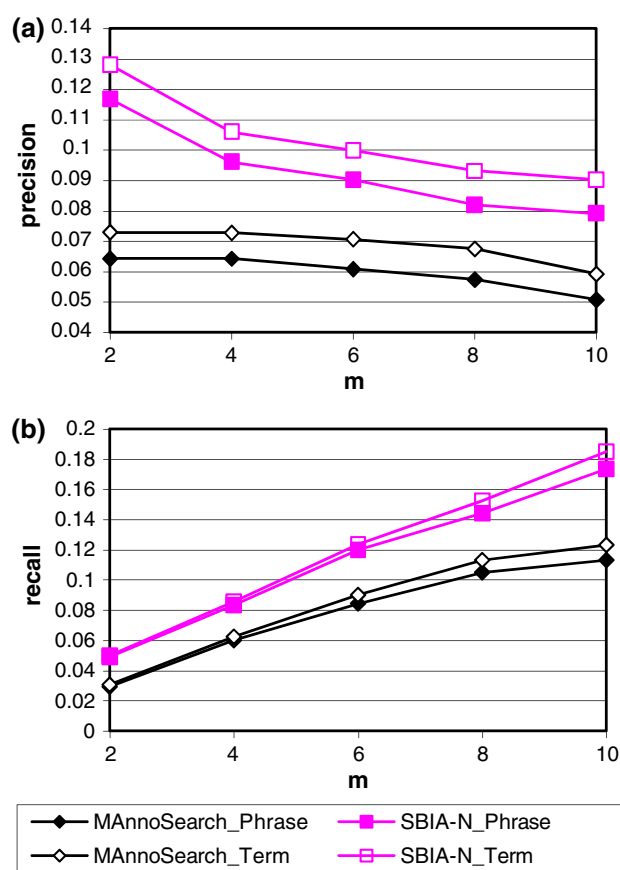 (a)
0.14
0.13
0.12
0.11
0.1
0.09
0.08
0.07
0.06
0.05
0.04
precision
2 4 6 8 10
m
(b)
0.2
0.18
0.16
0.14
0.12
0.1
0.08
0.06
0.04
0.02
0
recall
2 4 6 8 10
m
MAnnoSearch_Phrase SBIA-N_Phrase
MAnnoSearch_Term SBIA-N_Term